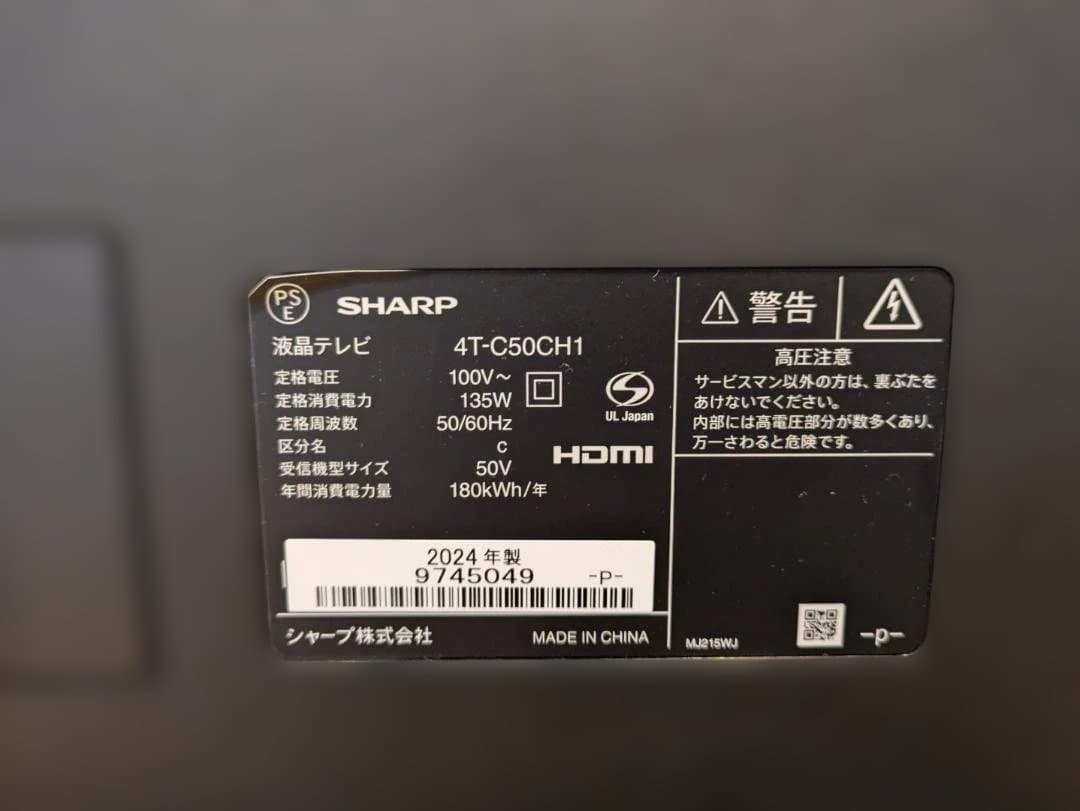 PS
E
SHARP
液晶テレビ 4T-C50CH1
定格電圧 100V～
定格消費電力 135W
定格周波数 50/60Hz
区分名 c
受信機型サイズ 50V
年間消費電力量 180kWh/年
UL Japan
HDMI
2024 年製
9745049 -P-
シャープ株式会社 MADE IN CHINA
警告
高圧注意
サービスマン以外の方は、裏ぶたを
あけないでください。
内部には高電圧部分が数多くあり、
万一さわると危険です。
MJ215WJ
-p-